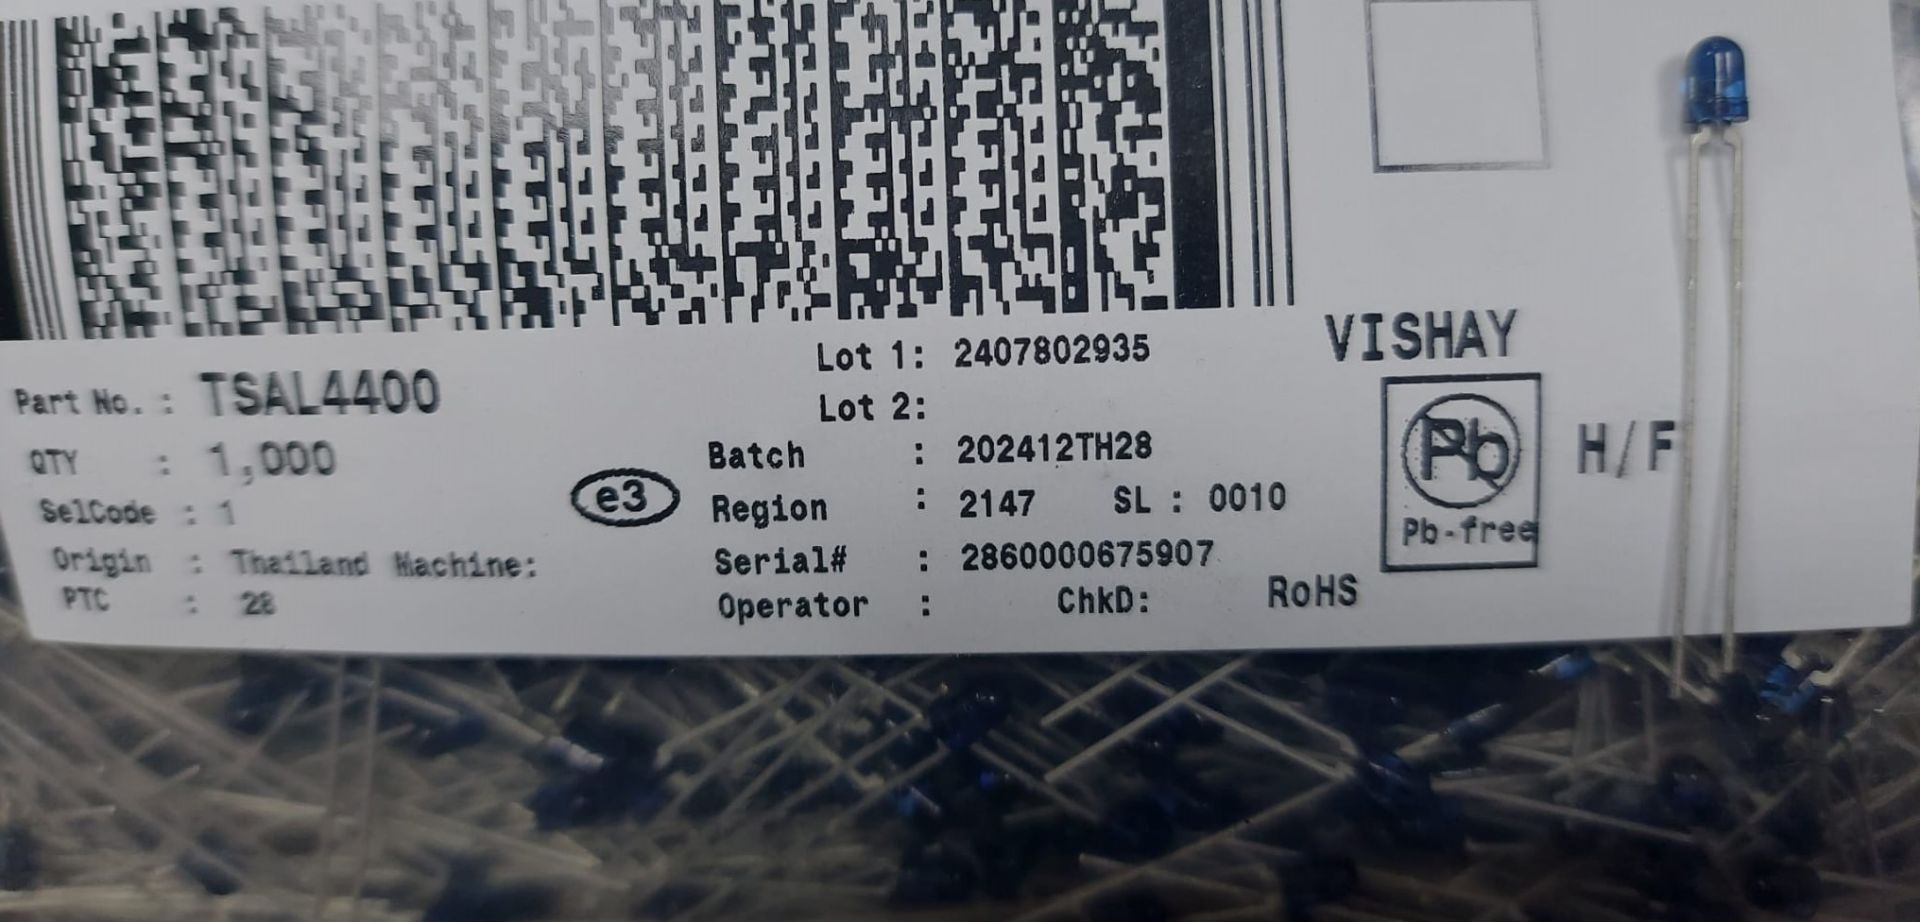 Part No. : TSAL4400
QTY : 1,000
SelCode : 1
Origin : Thailand Machine:
PTC : 28
e3
Lot 1: 2407802935
Lot 2:
Batch : 202412TH28
Region : 2147 SL : 0010
Serial# : 2860000675907
Operator : ChkD:
RoHS
VISHAY
Pb
Pb-free
H/F